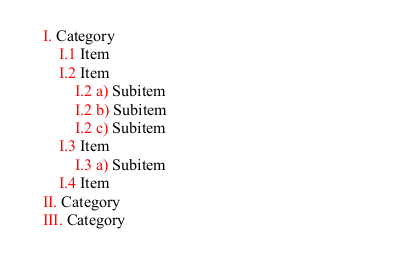 I. Category
I.1 Item
I.2 Item
I.2 a) Subitem
I.2 b) Subitem
I.2 c) Subitem
I.3 Item
I.3 a) Subitem
I.4 Item
II. Category
III. Category